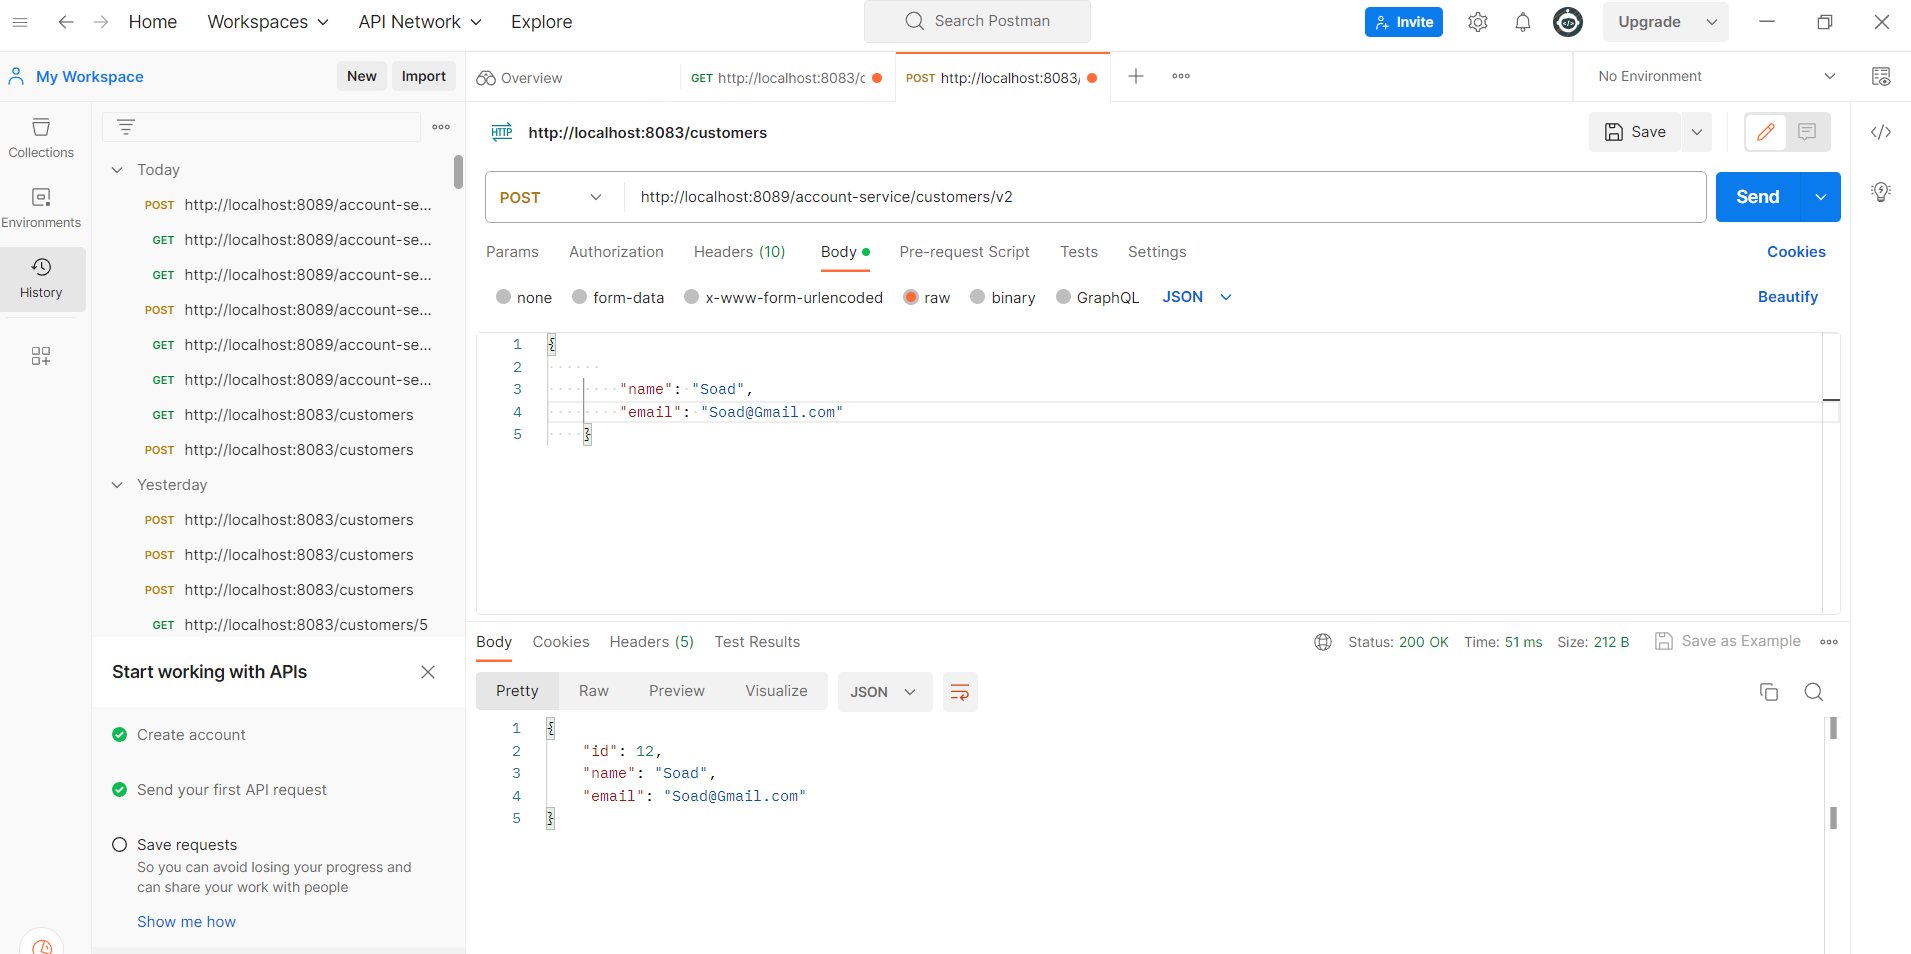 Home Workspaces API Network Explore Search Postman Invite Upgrade
My Workspace New Import Overview GET http://localhost:8083/c POST http://localhost:8083/ No Environment
Collections
Environments
History
Today
POST http://localhost:8089/account-se...
GET http://localhost:8089/account-se...
GET http://localhost:8089/account-se...
POST http://localhost:8089/account-se...
GET http://localhost:8089/account-se...
GET http://localhost:8089/account-se...
GET http://localhost:8083/customers
POST http://localhost:8083/customers
Yesterday
POST http://localhost:8083/customers
POST http://localhost:8083/customers
POST http://localhost:8083/customers
GET http://localhost:8083/customers/5
Start working with APIs
Create account
Send your first API request
Save requests
So you can avoid losing your progress and
can share your work with people
Show me how
HTTP http://localhost:8083/customers Save
POST http://localhost:8089/account-service/customers/v2 Send
Params Authorization Headers (10) Body Pre-request Script Tests Settings Cookies
none form-data x-www-form-urlencoded raw binary GraphQL JSON Beautify
1 {
2
3 "name": "Soad",
4 "email": "Soad@Gmail.com"
5 }
Body Cookies Headers (5) Test Results Status: 200 OK Time: 51 ms Size: 212 B Save as Example
Pretty Raw Preview Visualize JSON
1 {
2 "id": 12,
3 "name": "Soad",
4 "email": "Soad@Gmail.com"
5 }